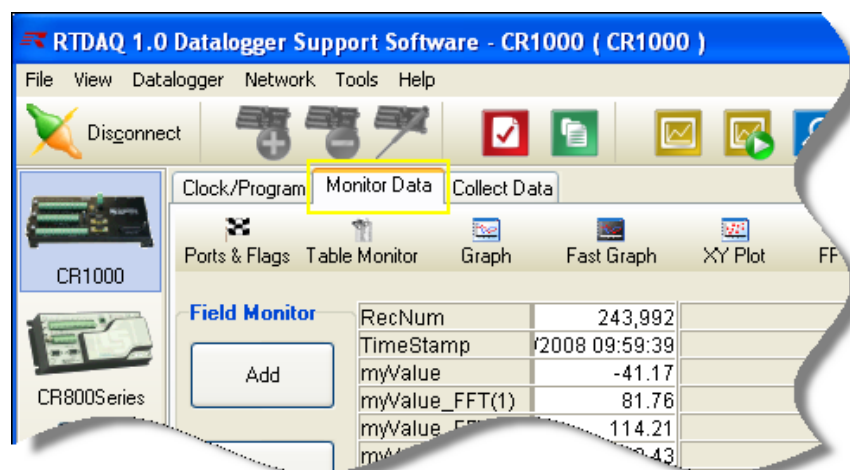 RTDAQ 1.0 Datalogger Support Software - CR1000 ( CR1000 )
File View Datalogger Network Tools Help
Disconnect
Clock/Program Monitor Data Collect Data
Ports & Flags Table Monitor Graph Fast Graph XY Plot FF
CR1000
Field Monitor
RecNum 243,992
TimeStamp /2008 09:59:39
Add
myValue -41.17
myValue_FFT(1) 81.76
CR800Series
114.21